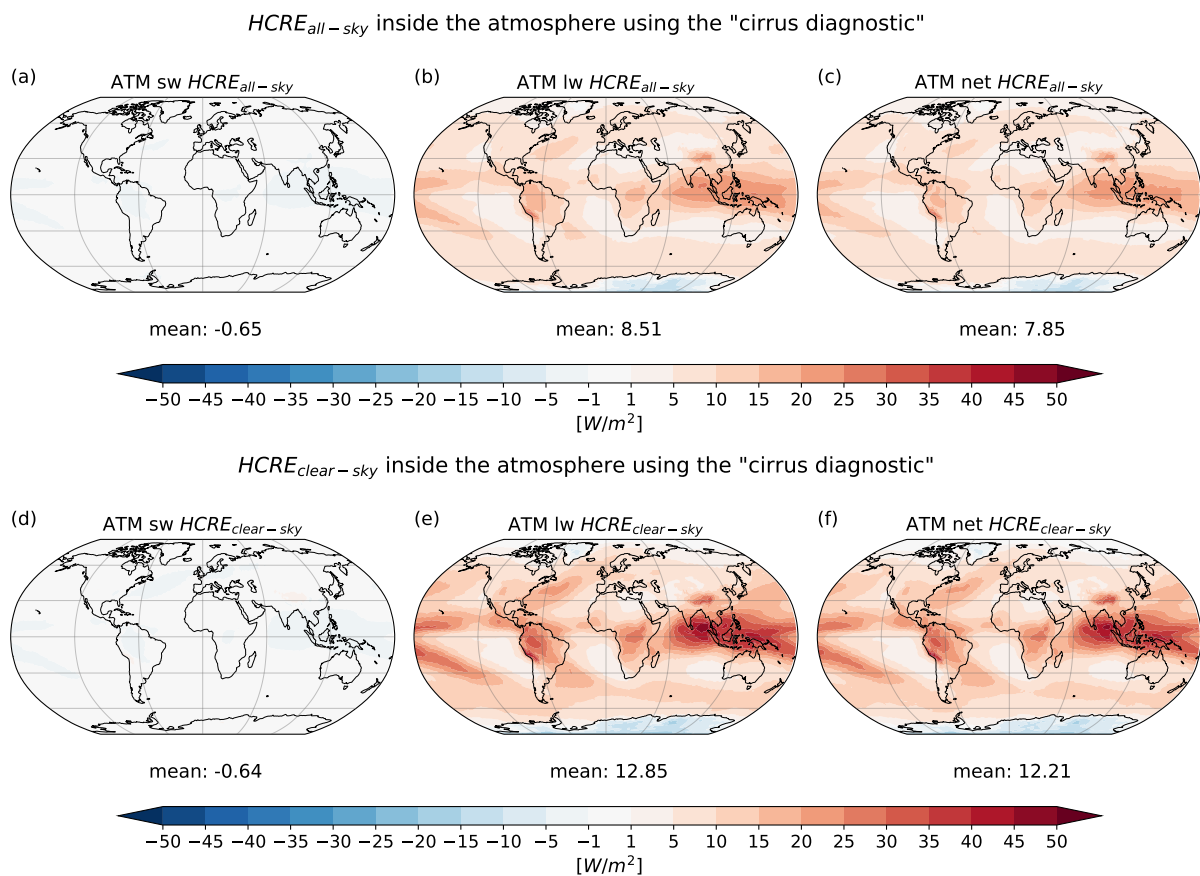 HCRE_all−sky inside the atmosphere using the "cirrus diagnostic"
(a) ATM sw HCRE_all−sky
(b) ATM lw HCRE_all−sky
(c) ATM net HCRE_all−sky
mean: -0.65
mean: 8.51
mean: 7.85
−50 −45 −40 −35 −30 −25 −20 −15 −10 −5 −1 1 5 10 15 20 25 30 35 40 45 50
[W/m²]
HCRE_clear−sky inside the atmosphere using the "cirrus diagnostic"
(d) ATM sw HCRE_clear−sky
(e) ATM lw HCRE_clear−sky
(f) ATM net HCRE_clear−sky
mean: -0.64
mean: 12.85
mean: 12.21
−50 −45 −40 −35 −30 −25 −20 −15 −10 −5 −1 1 5 10 15 20 25 30 35 40 45 50
[W/m²]